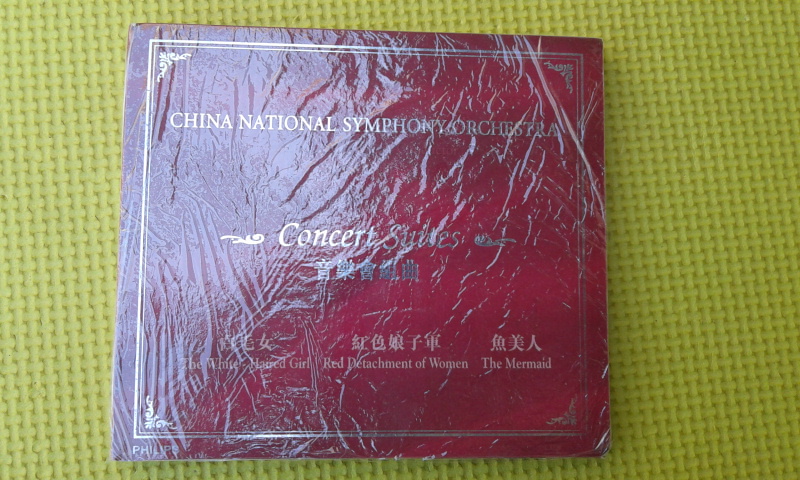 CHINA NATIONAL SYMPHONY ORCHESTRA
Concert Suites
音樂會組曲
白毛女 紅色娘子軍 魚美人
The White-Haired Girl Red Detachment of Women The Mermaid
PHILIPS